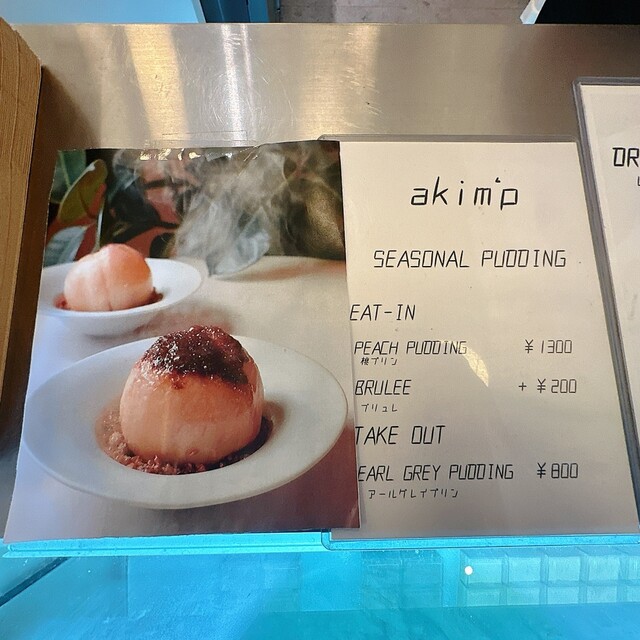 akim'p
SEASONAL PUDDING
EAT-IN
PEACH PUDDING ¥1300
桃プリン
BRULEE + ¥200
ブリュレ
TAKE OUT
EARL GREY PUDDING ¥800
アールグレイプリン
DR